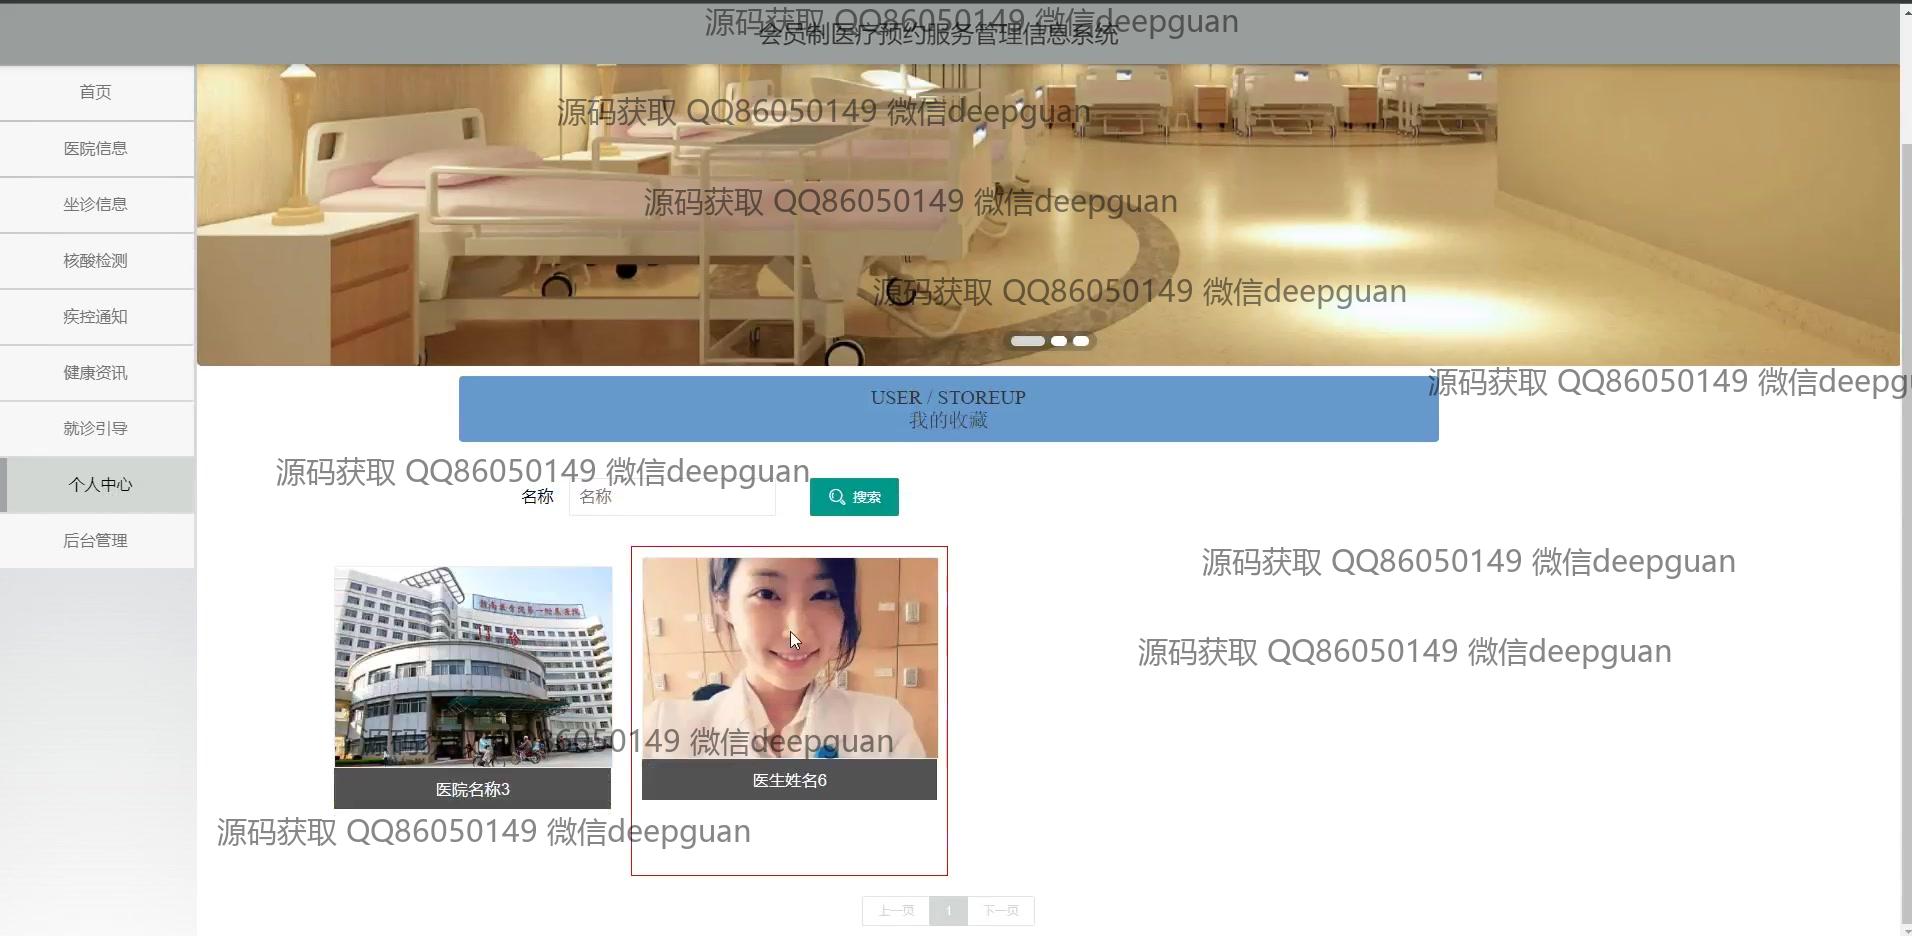 源码获取 QQ86050149 微信deepguan
会员制医疗预约服务管理信息系统
首页
医院信息
坐诊信息
核酸检测
疾控通知
健康资讯
就诊引导
个人中心
后台管理
源码获取 QQ86050149 微信deepguan
源码获取 QQ86050149 微信deepguan
源码获取 QQ86050149 微信deepguan
源码获取 QQ86050149 微信deepg
USER / STOREUP
我的收藏
源码获取 QQ86050149 微信deepguan
名称 名称 搜索
源码获取 QQ86050149 微信deepguan
源码获取 QQ86050149 微信deepguan
门诊
源码获取 QQ86050149 微信deepguan
医院名称3
医生姓名6
源码获取 QQ86050149 微信deepguan
上一页 1 下一页